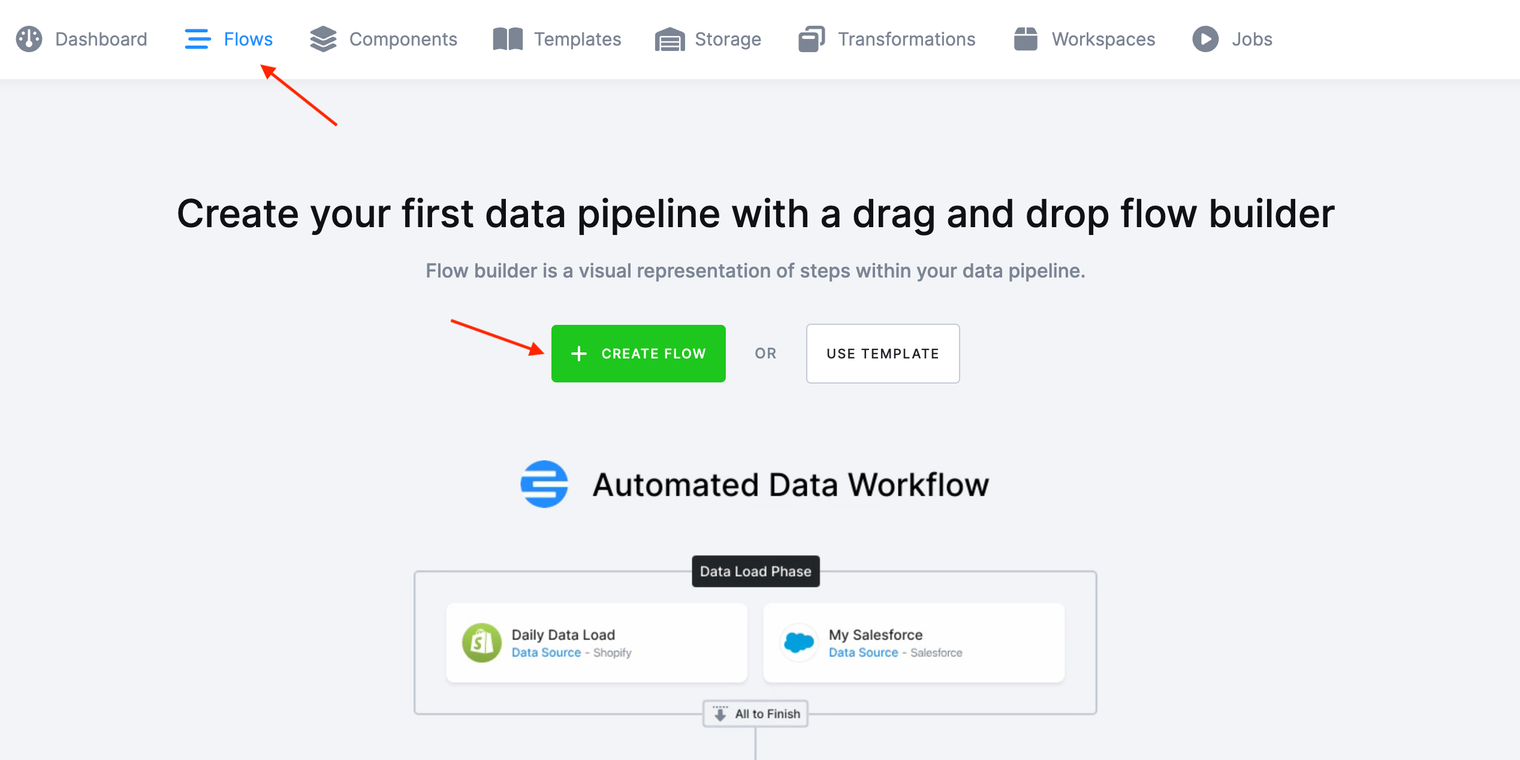 Dashboard Flows Components Templates Storage Transformations Workspaces Jobs
Create your first data pipeline with a drag and drop flow builder
Flow builder is a visual representation of steps within your data pipeline.
+ CREATE FLOW OR USE TEMPLATE
Automated Data Workflow
Data Load Phase
Daily Data Load
Data Source - Shopify
My Salesforce
Data Source - Salesforce
All to Finish